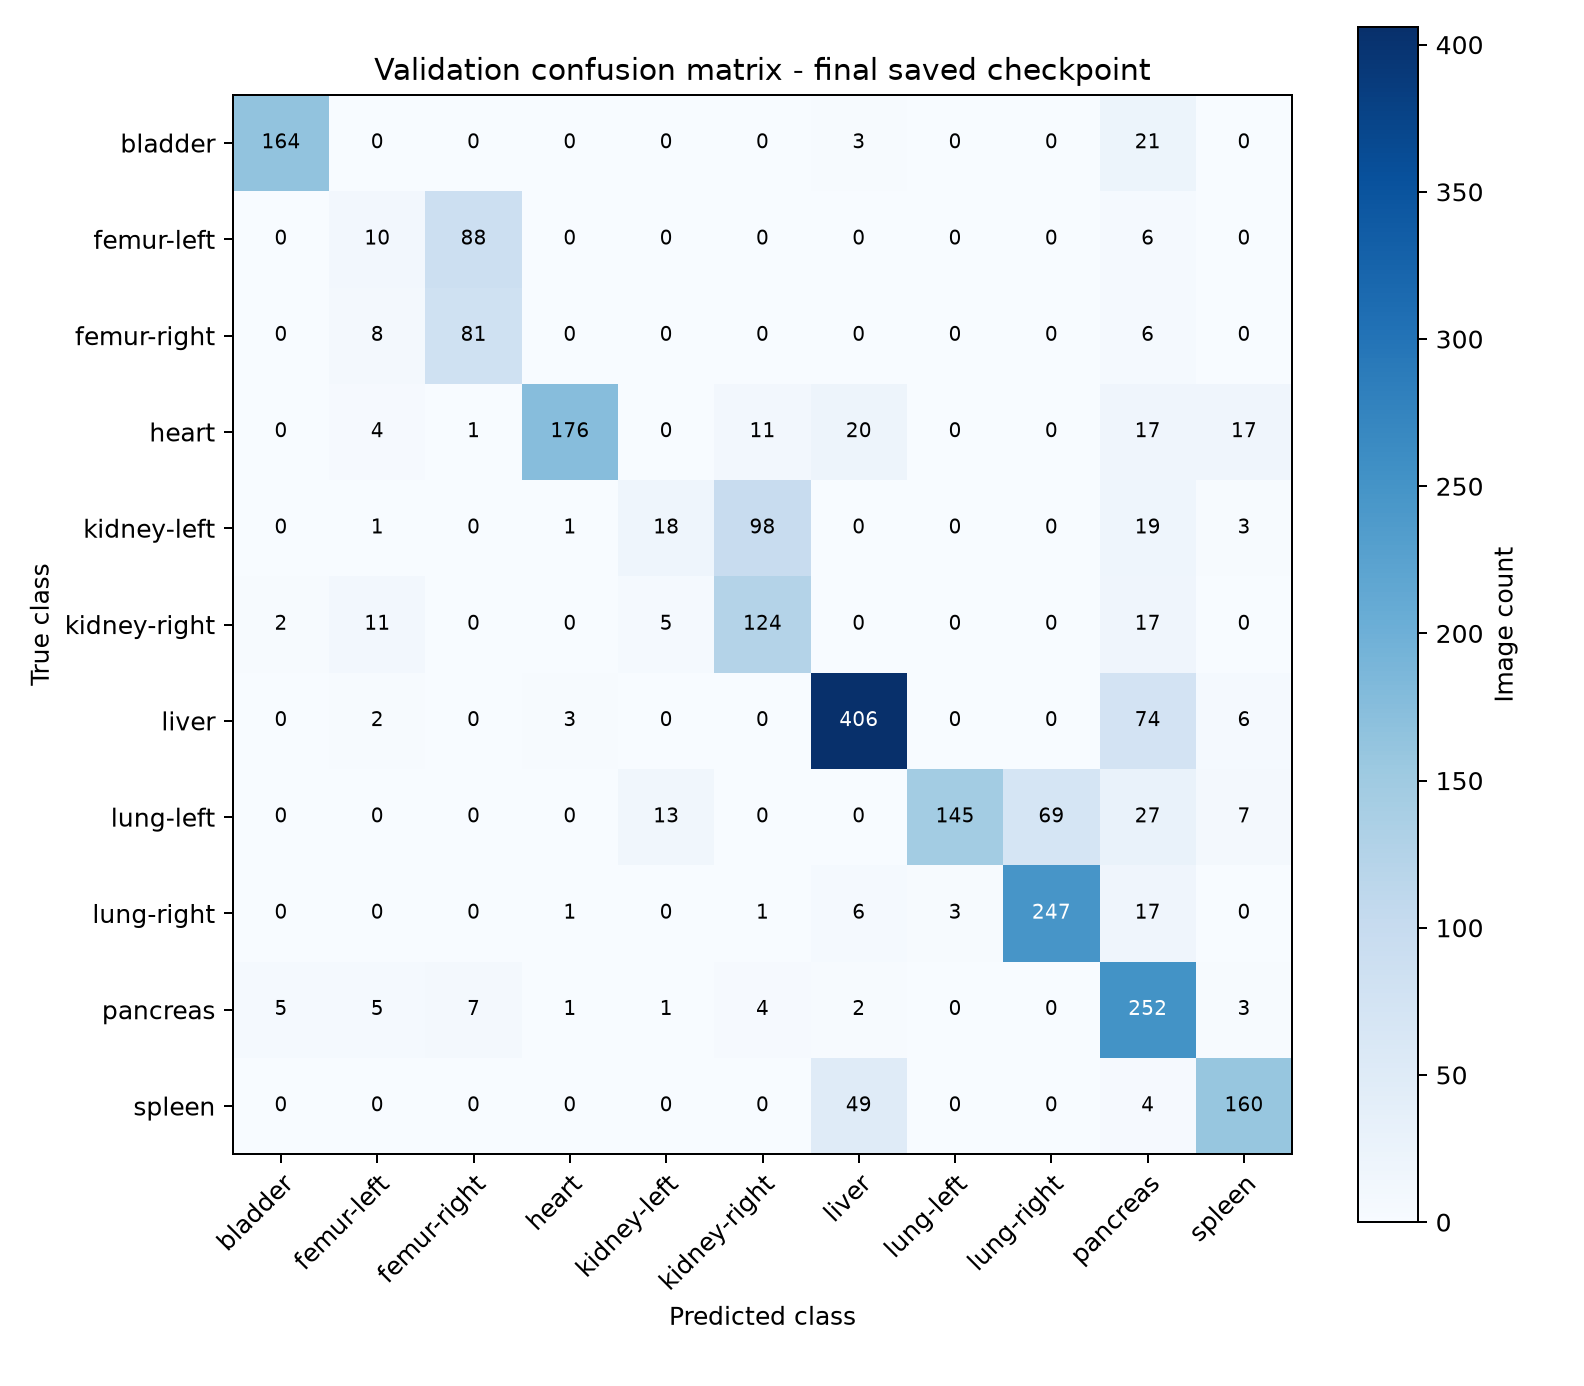 Validation confusion matrix - final saved checkpoint
bladder 164 0 0 0 0 0 3 0 0 21 0
femur-left 0 10 88 0 0 0 0 0 0 6 0
femur-right 0 8 81 0 0 0 0 0 0 6 0
heart 0 4 1 176 0 11 20 0 0 17 17
kidney-left 0 1 0 1 18 98 0 0 0 19 3
kidney-right 2 11 0 0 5 124 0 0 0 17 0
liver 0 2 0 3 0 0 406 0 0 74 6
lung-left 0 0 0 0 13 0 0 145 69 27 7
lung-right 0 0 0 1 0 1 6 3 247 17 0
pancreas 5 5 7 1 1 4 2 0 0 252 3
spleen 0 0 0 0 0 0 49 0 0 4 160
bladder femur-left femur-right heart kidney-left kidney-right liver lung-left lung-right pancreas spleen
Predicted class
True class
400
350
300
250
200
150
100
50
0
Image count